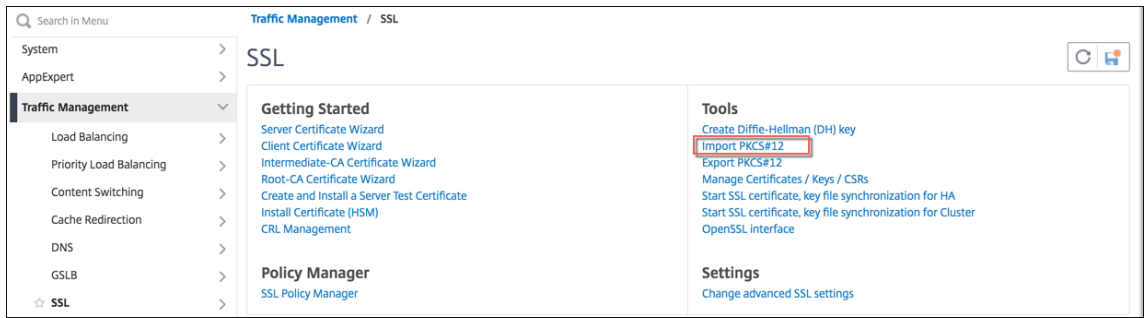 Search in Menu
System
AppExpert
Traffic Management
Load Balancing
Priority Load Balancing
Content Switching
Cache Redirection
DNS
GSLB
SSL
Traffic Management / SSL
SSL
Getting Started
Server Certificate Wizard
Client Certificate Wizard
Intermediate-CA Certificate Wizard
Root-CA Certificate Wizard
Create and Install a Server Test Certificate
Install Certificate (HSM)
CRL Management
Policy Manager
SSL Policy Manager
Tools
Create Diffie-Hellman (DH) key
Import PKCS#12
Export PKCS#12
Manage Certificates / Keys / CSRs
Start SSL certificate, key file synchronization for HA
Start SSL certificate, key file synchronization for Cluster
OpenSSL interface
Settings
Change advanced SSL settings